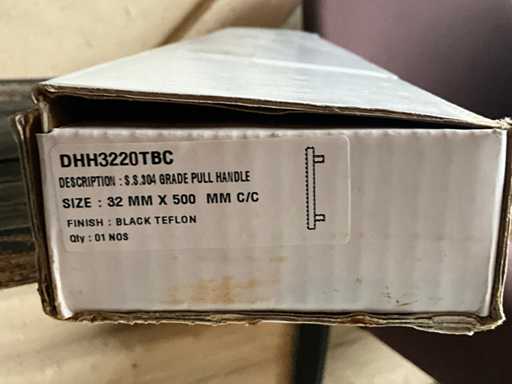 DHH3220TBC
DESCRIPTION : S.S.304 GRADE PULL HANDLE
SIZE : 32 MM X 500 MM C/C
FINISH : BLACK TEFLON
Qty : 01 NOS